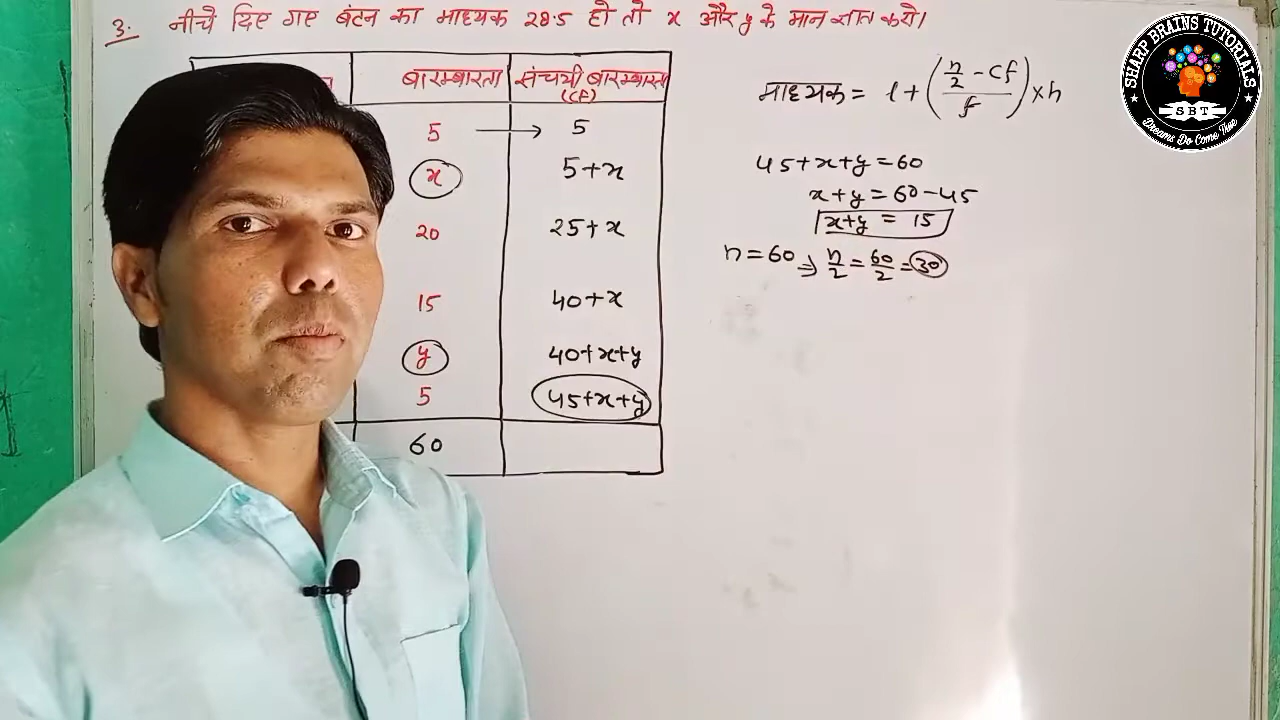 3. नीचे दिए गए बंटन का माध्यक 28.5 हो तो x और y के मान ज्ञात करो।
बारम्बारता संचयी बारम्बारता
(cf)
5 → 5
x 5+x
20 25+x
15 40+x
y 40+x+y
5 45+x+y
60
माध्यक = l + ( (n/2 - cf) / f ) × h
45+x+y = 60
x+y = 60-45
x+y = 15
n = 60 ⇒ n/2 = 60/2 = 30
SHARP BRAINS TUTORIALS
SBT
Dreams Do Come True